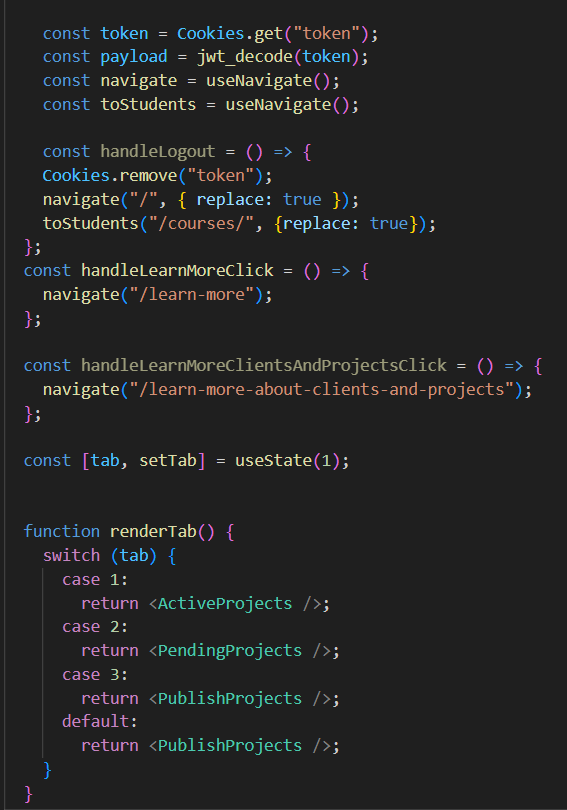 const token = Cookies.get("token");
const payload = jwt_decode(token);
const navigate = useNavigate();
const toStudents = useNavigate();
const handleLogout = () => {
Cookies.remove("token");
navigate("/", { replace: true });
toStudents("/courses/", {replace: true});
};
const handleLearnMoreClick = () => {
navigate("/learn-more");
};
const handleLearnMoreClientsAndProjectsClick = () => {
navigate("/learn-more-about-clients-and-projects");
};
const [tab, setTab] = useState(1);
function renderTab() {
switch (tab) {
case 1:
return <ActiveProjects />;
case 2:
return <PendingProjects />;
case 3:
return <PublishProjects />;
default:
return <PublishProjects />;
}
}